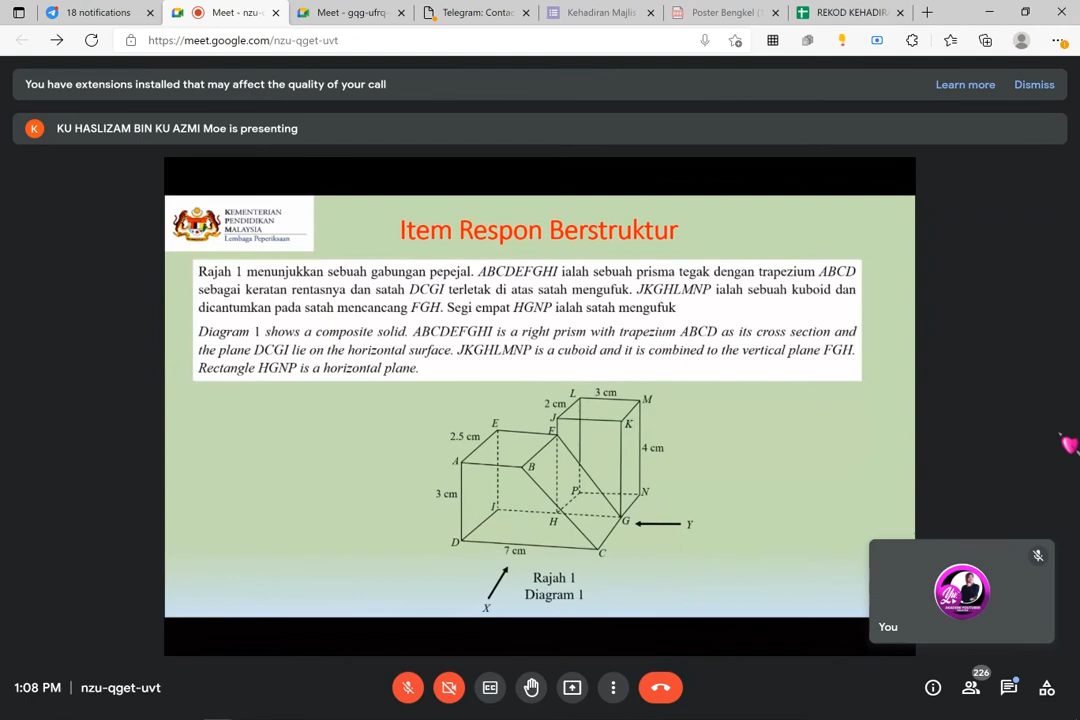 18 notifications
Meet - nzu-
Meet - gqg-ufrq-
Telegram: Contac
Kehadiran Majlis
Poster Bengkel (
REKOD KEHADIRA
https://meet.google.com/nzu-qget-uvt
You have extensions installed that may affect the quality of your call
Learn more
Dismiss
K
KU HASLIZAM BIN KU AZMI Moe is presenting
KEMENTERIAN
PENDIDIKAN
MALAYSIA
Lembaga Peperiksaan
Item Respon Berstruktur
Rajah 1 menunjukkan sebuah gabungan pepejal. ABCDEFGHI ialah sebuah prisma tegak dengan trapezium ABCD
sebagai keratan rentasnya dan satah DCGI terletak di atas satah mengufuk. JKGHLMNP ialah sebuah kuboid dan
dicantumkan pada satah mencancang FGH. Segi empat HGNP ialah satah mengufuk
Diagram 1 shows a composite solid. ABCDEFGHI is a right prism with trapezium ABCD as its cross section and
the plane DCGI lie on the horizontal surface. JKGHLMNP is a cuboid and it is combined to the vertical plane FGH.
Rectangle HGNP is a horizontal plane.
L
3 cm
M
2 cm
J
K
E
2.5 cm
A
B
4 cm
3 cm
P
N
I
H
G
Y
D
7 cm
C
X
Rajah 1
Diagram 1
You
1:08 PM
nzu-qget-uvt
226